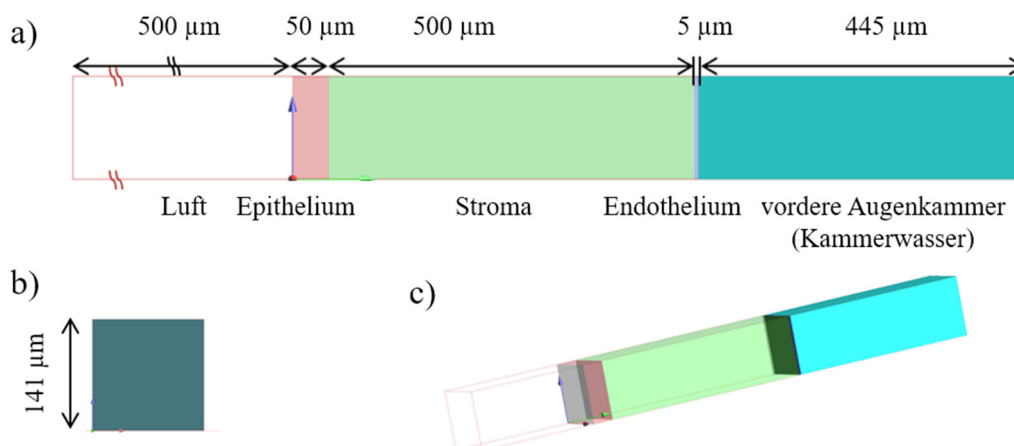 a)
500 µm
50 µm
500 µm
5 µm
445 µm
Luft
Epithelium
Stroma
Endothelium
vordere Augenkammer
(Kammerwasser)
b)
141 µm
c)